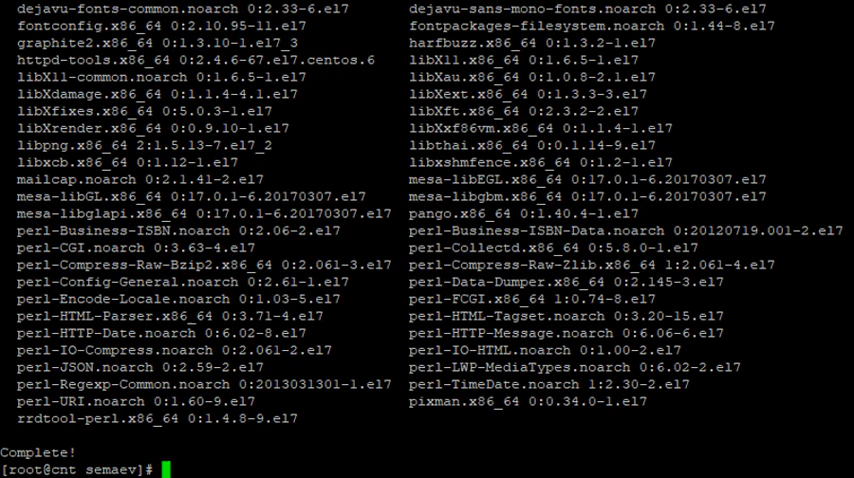 dejavu-fonts-common.noarch 0:2.33-6.el7 dejavu-sans-mono-fonts.noarch 0:2.33-6.el7
fontconfig.x86_64 0:2.10.95-11.el7 fontpackages-filesystem.noarch 0:1.44-8.el7
graphite2.x86_64 0:1.3.10-1.el7_3 harfbuzz.x86_64 0:1.3.2-1.el7
httpd-tools.x86_64 0:2.4.6-67.el7.centos.6 libX11.x86_64 0:1.6.5-1.el7
libX11-common.noarch 0:1.6.5-1.el7 libXau.x86_64 0:1.0.8-2.1.el7
libXdamage.x86_64 0:1.1.4-4.1.el7 libXext.x86_64 0:1.3.3-3.el7
libXfixes.x86_64 0:5.0.3-1.el7 libXft.x86_64 0:2.3.2-2.el7
libXrender.x86_64 0:0.9.10-1.el7 libXxf86vm.x86_64 0:1.1.4-1.el7
libpng.x86_64 2:1.5.13-7.el7_2 libthai.x86_64 0:0.1.14-9.el7
libxcb.x86_64 0:1.12-1.el7 libxshmfence.x86_64 0:1.2-1.el7
mailcap.noarch 0:2.1.41-2.el7 mesa-libEGL.x86_64 0:17.0.1-6.20170307.el7
mesa-libGL.x86_64 0:17.0.1-6.20170307.el7 mesa-libgbm.x86_64 0:17.0.1-6.20170307.el7
mesa-libglapi.x86_64 0:17.0.1-6.20170307.el7 pango.x86_64 0:1.40.4-1.el7
perl-Business-ISBN.noarch 0:2.06-2.el7 perl-Business-ISBN-Data.noarch 0:20120719.001-2.el7
perl-CGI.noarch 0:3.63-4.el7 perl-Collectd.x86_64 0:5.8.0-1.el7
perl-Compress-Raw-Bzip2.x86_64 0:2.061-3.el7 perl-Compress-Raw-Zlib.x86_64 1:2.061-4.el7
perl-Config-General.noarch 0:2.61-1.el7 perl-Data-Dumper.x86_64 0:2.145-3.el7
perl-Encode-Locale.noarch 0:1.03-5.el7 perl-FCGI.x86_64 1:0.74-8.el7
perl-HTML-Parser.x86_64 0:3.71-4.el7 perl-HTML-Tagset.noarch 0:3.20-15.el7
perl-HTTP-Date.noarch 0:6.02-8.el7 perl-HTTP-Message.noarch 0:6.06-6.el7
perl-IO-Compress.noarch 0:2.061-2.el7 perl-IO-HTML.noarch 0:1.00-2.el7
perl-JSON.noarch 0:2.59-2.el7 perl-LWP-MediaTypes.noarch 0:6.02-2.el7
perl-Regexp-Common.noarch 0:2013031301-1.el7 perl-TimeDate.noarch 1:2.30-2.el7
perl-URI.noarch 0:1.60-9.el7 pixman.x86_64 0:0.34.0-1.el7
rrdtool-perl.x86_64 0:1.4.8-9.el7
Complete!
[root@cnt semaev]#